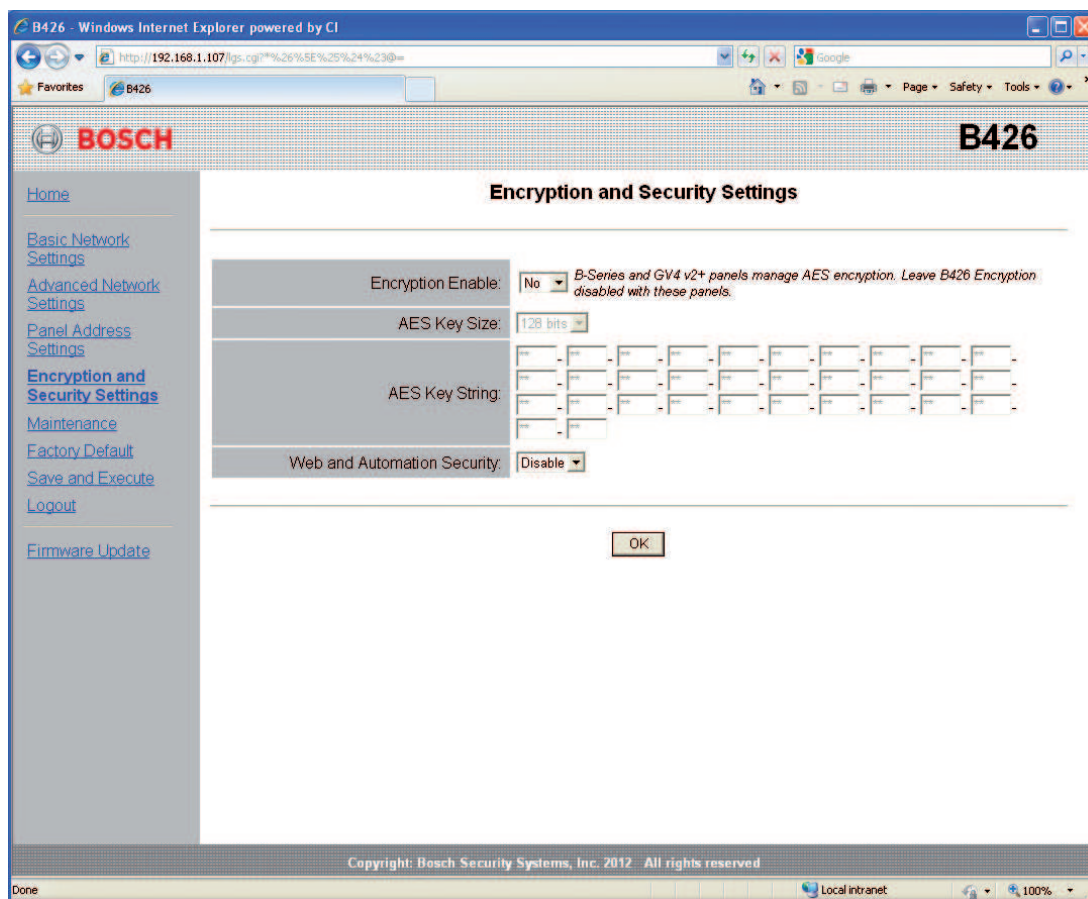 B426 - Windows Internet Explorer powered by CI
http://192.168.1.107/lgs.cgi?*%26%5E%25%24%23@=
Google
Favorites
B426
Page
Safety
Tools
BOSCH
B426
Home
Basic Network
Settings
Advanced Network
Settings
Panel Address
Settings
Encryption and
Security Settings
Maintenance
Factory Default
Save and Execute
Logout
Firmware Update
Encryption and Security Settings
Encryption Enable:
No
B-Series and GV4 v2+ panels manage AES encryption. Leave B426 Encryption
disabled with these panels.
AES Key Size:
128 bits
AES Key String:
** - ** - ** - ** - ** - ** - ** - ** - ** - ** -
** - ** - ** - ** - ** - ** - ** - ** - ** - ** -
** - ** - ** - ** - ** - ** - ** - ** - ** - ** -
** - **
Web and Automation Security:
Disable
OK
Copyright: Bosch Security Systems, Inc. 2012 All rights reserved
Done
Local intranet
100%